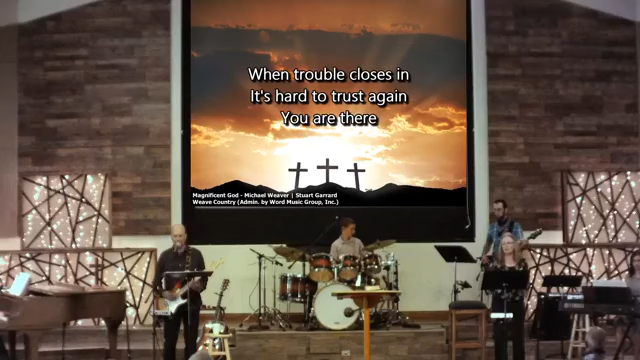 When trouble closes in
It's hard to trust again
You are there
Magnificent God - Michael Weaver | Stuart Garrard
Weave Country (Admin. by Word Music Group, Inc.)